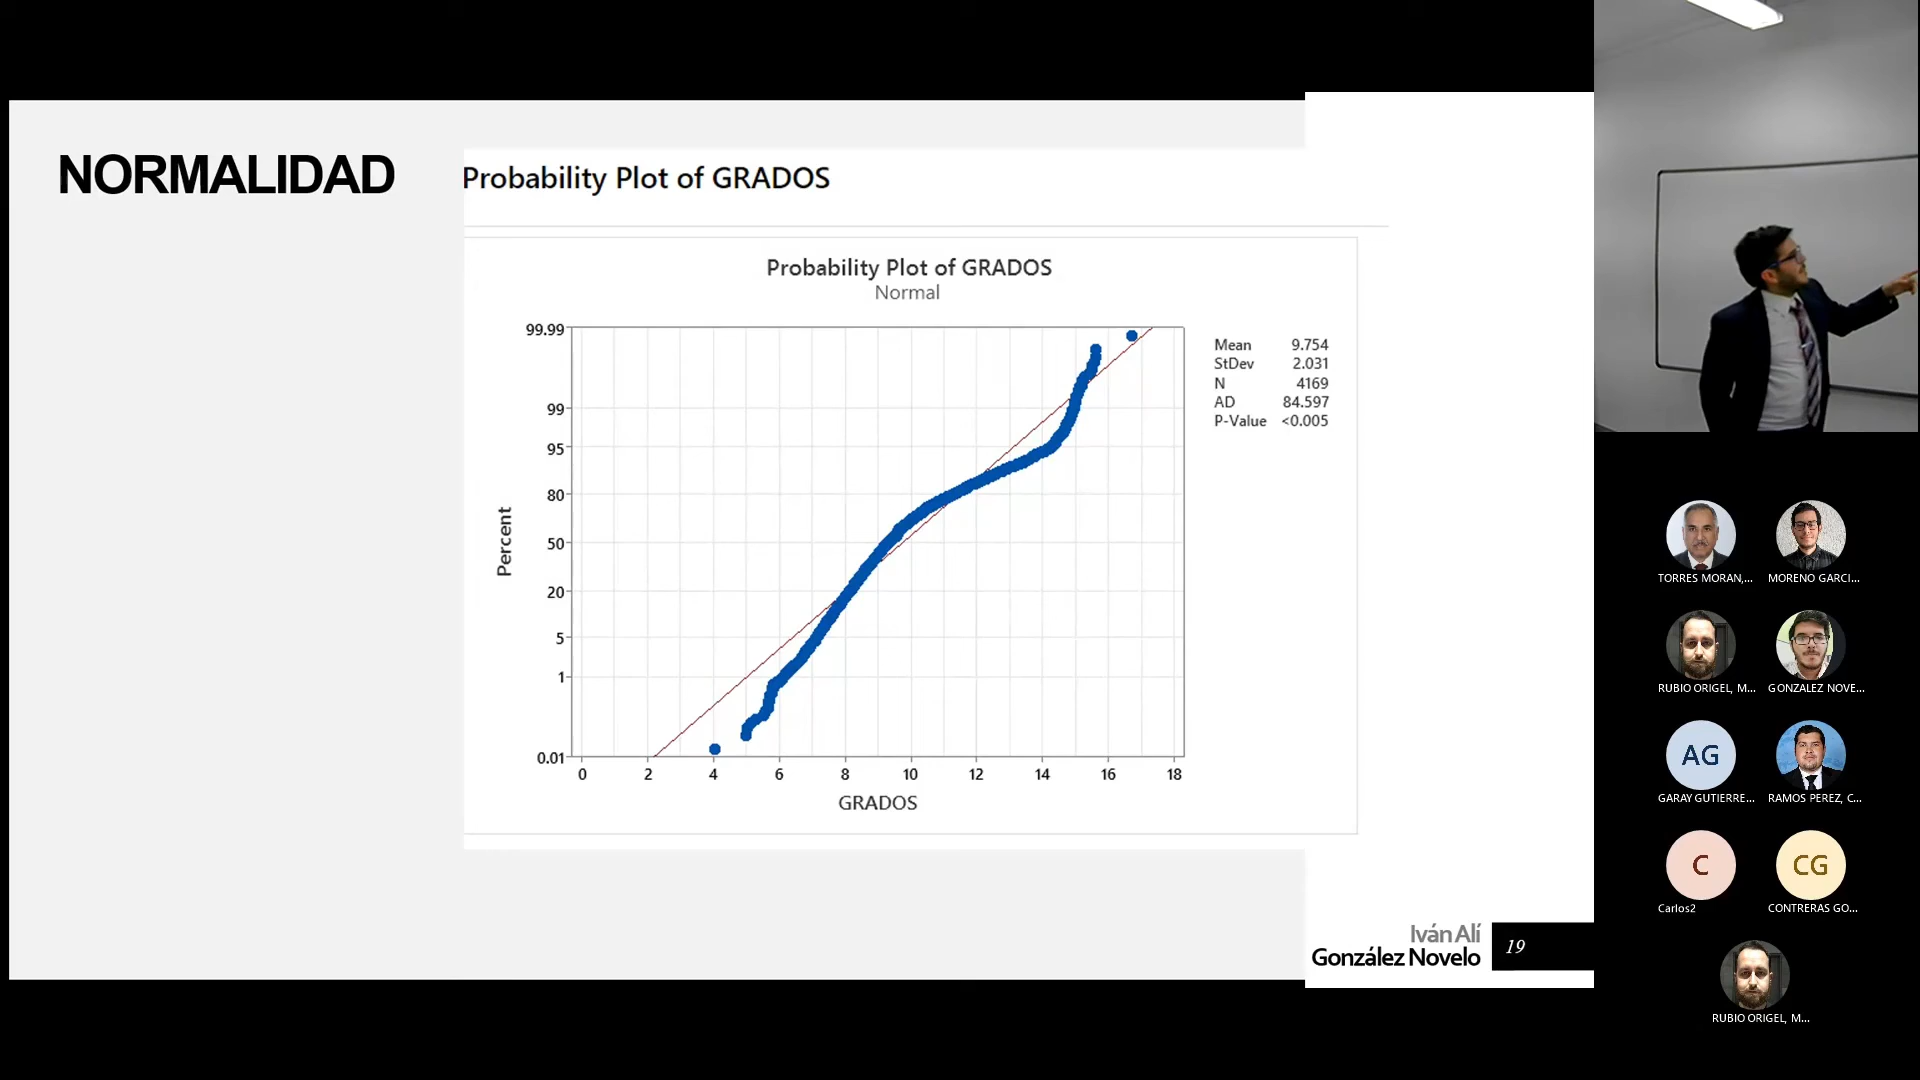 NORMALIDAD
Probability Plot of GRADOS
Probability Plot of GRADOS
Normal
99.99
99
95
80
50
20
5
1
0.01
Percent
0 2 4 6 8 10 12 14 16 18
GRADOS
Mean 9.754
StDev 2.031
N 4169
AD 84.597
P-Value <0.005
Iván Alí
González Novelo
19
TORRES MORAN,...
MORENO GARCI...
RUBIO ORIGEL, M...
GONZALEZ NOVE...
AG
GARAY GUTIERRE...
RAMOS PEREZ, C...
C
Carlos2
CG
CONTRERAS GO...
RUBIO ORIGEL, M...